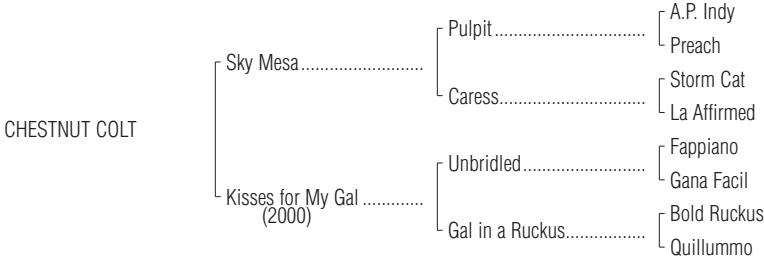 A.P. Indy
Pulpit..............................
Preach
Sky Mesa.........................
Storm Cat
Caress.............................
La Affirmed
CHESTNUT COLT
Fappiano
Unbridled.........................
Gana Facil
Kisses for My Gal .............
(2000)
Bold Ruckus
Gal in a Ruckus................
Quillummo